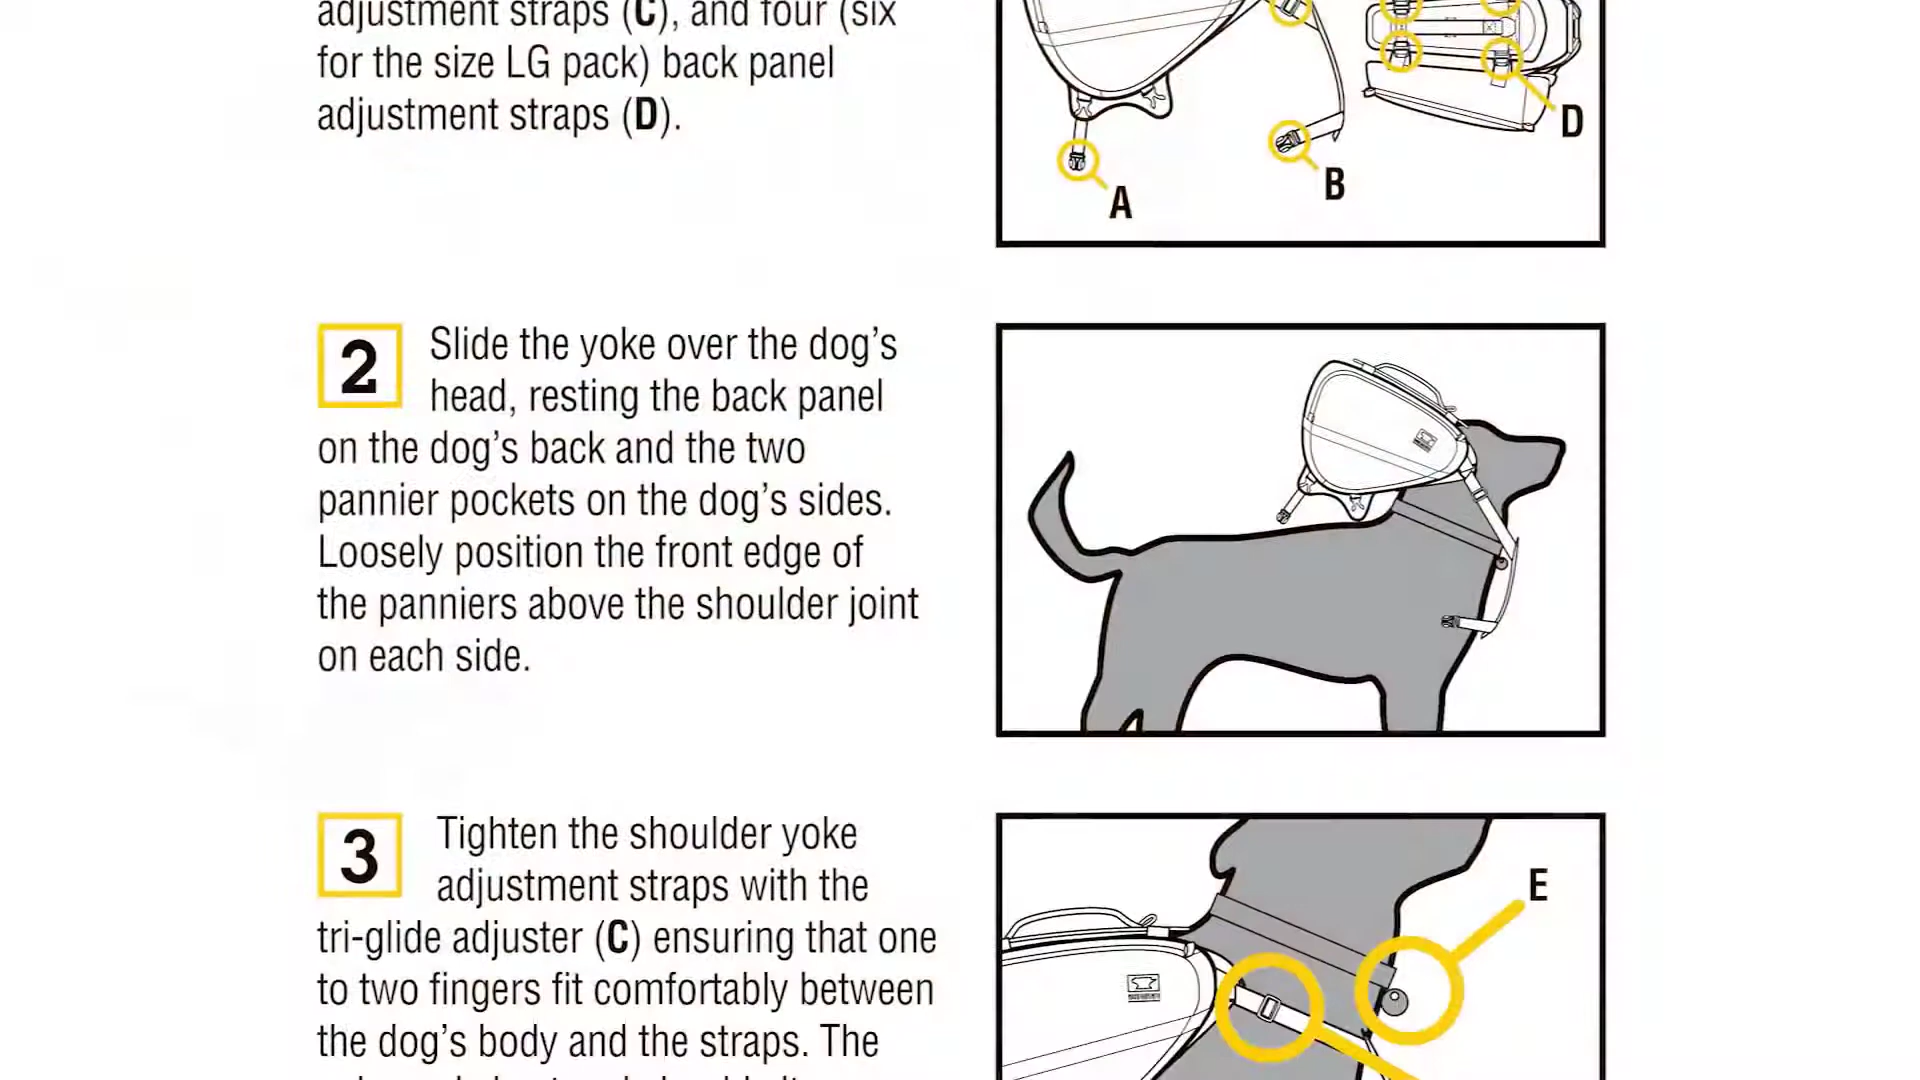 adjustment straps (C), and four (six
for the size LG pack) back panel
adjustment straps (D).
A
B
D
2
Slide the yoke over the dog’s
head, resting the back panel
on the dog’s back and the two
pannier pockets on the dog’s sides.
Loosely position the front edge of
the panniers above the shoulder joint
on each side.
3
Tighten the shoulder yoke
adjustment straps with the
tri-glide adjuster (C) ensuring that one
to two fingers fit comfortably between
the dog’s body and the straps. The
E